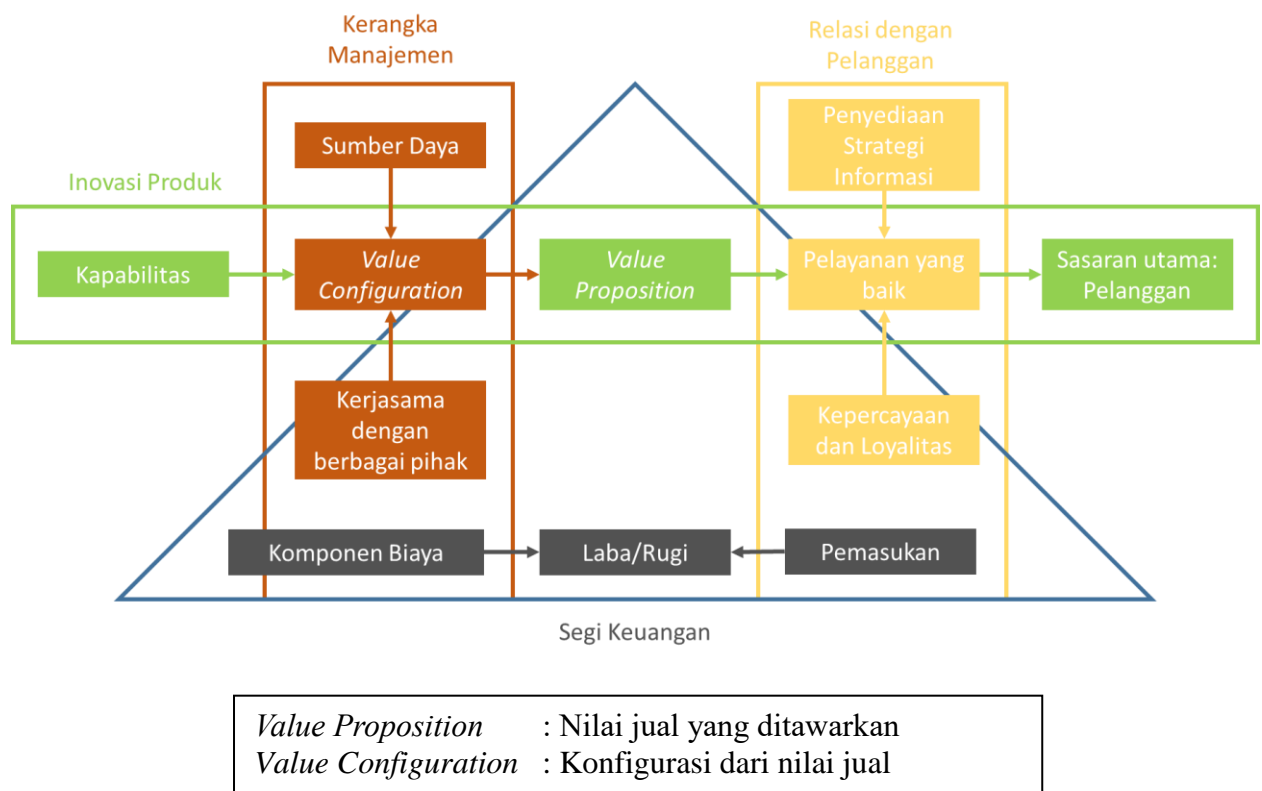 Kerangka
Manajemen
Relasi dengan
Pelanggan
Sumber Daya
Penyediaan
Strategi
Informasi
Inovasi Produk
Kapabilitas
Value
Configuration
Value
Proposition
Pelayanan yang
baik
Sasaran utama:
Pelanggan
Kerjasama
dengan
berbagai pihak
Kepercayaan
dan Loyalitas
Komponen Biaya
Laba/Rugi
Pemasukan
Segi Keuangan
Value Proposition : Nilai jual yang ditawarkan
Value Configuration : Konfigurasi dari nilai jual